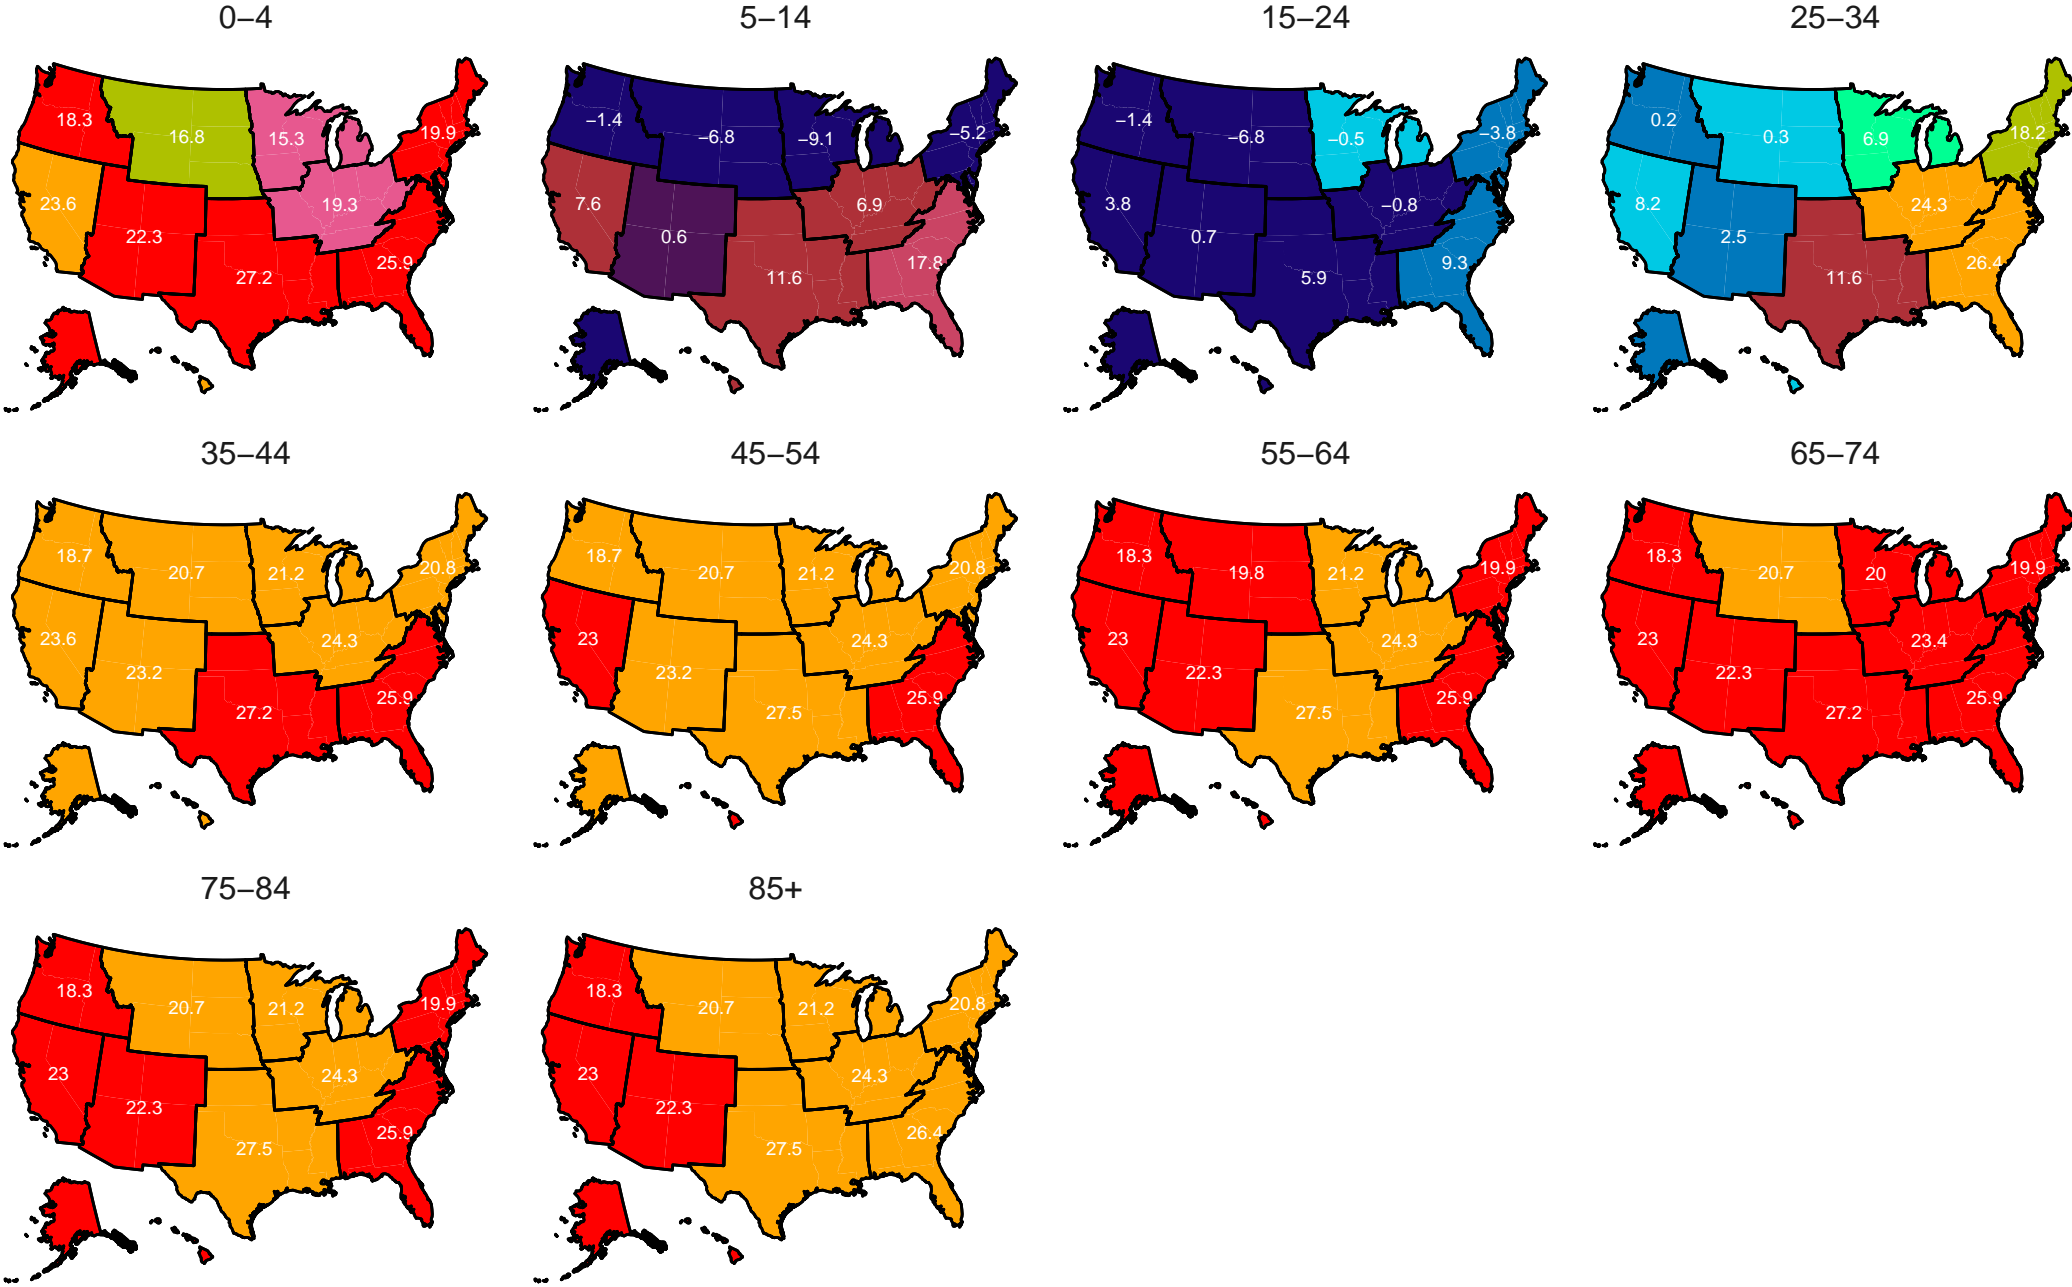 0–4 5–14 15–24 25–34
18.3 16.8 15.3 19.9
23.6 22.3 27.2 19.3 25.9
−1.4 −6.8 −9.1 −5.2
7.6 0.6 11.6 6.9 17.8
−1.4 −6.8 −0.5 −3.8
3.8 0.7 5.9 −0.8 9.3
0.2 0.3 6.9 18.2
8.2 2.5 11.6 24.3 26.4
35–44 45–54 55–64 65–74
18.7 20.7 21.2 20.8
23.6 23.2 27.2 24.3 25.9
18.7 20.7 21.2 20.8
23 23.2 27.5 24.3 25.9
18.3 19.8 21.2 19.9
23 22.3 27.5 24.3 25.9
18.3 20.7 20 19.9
23 22.3 27.2 23.4 25.9
75–84 85+
18.3 20.7 21.2 19.9
23 22.3 27.5 24.3 25.9
18.3 20.7 21.2 20.8
23 22.3 27.5 24.3 26.4